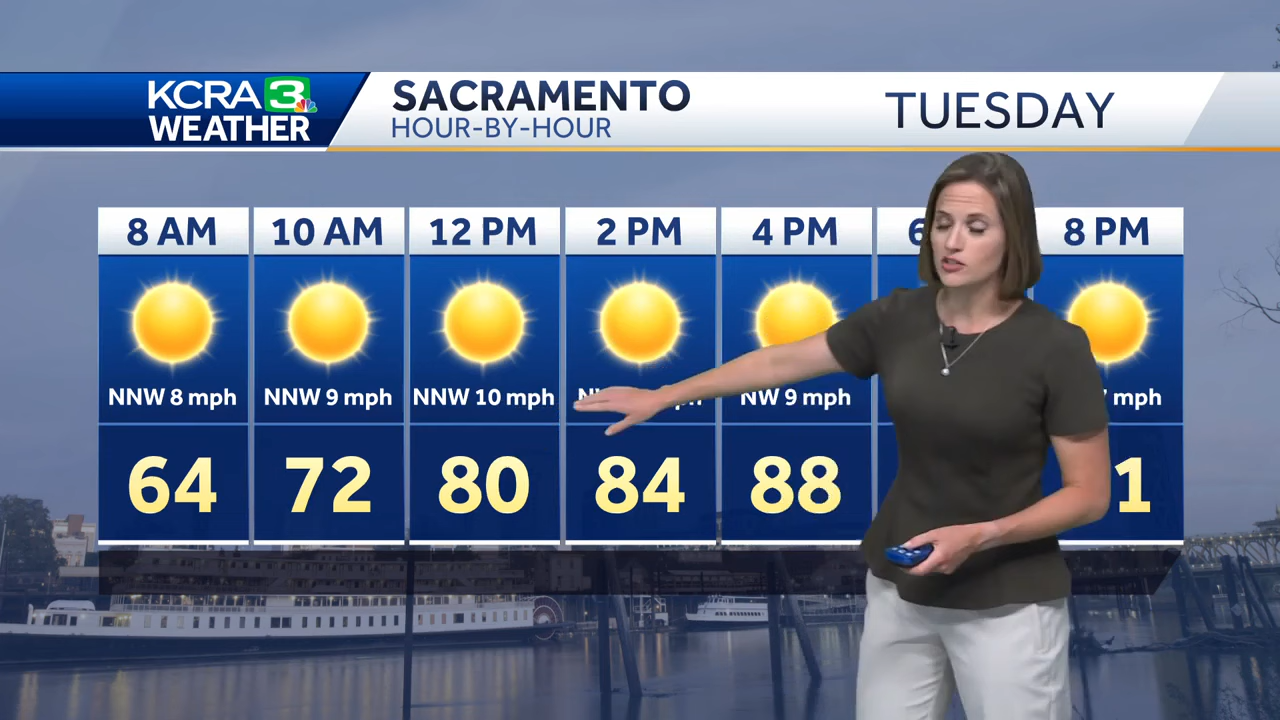 KCRA 3
WEATHER
SACRAMENTO
HOUR-BY-HOUR
TUESDAY
8 AM
10 AM
12 PM
2 PM
4 PM
8 PM
NNW 8 mph
NNW 9 mph
NNW 10 mph
NW 9 mph
mph
64
72
80
84
88